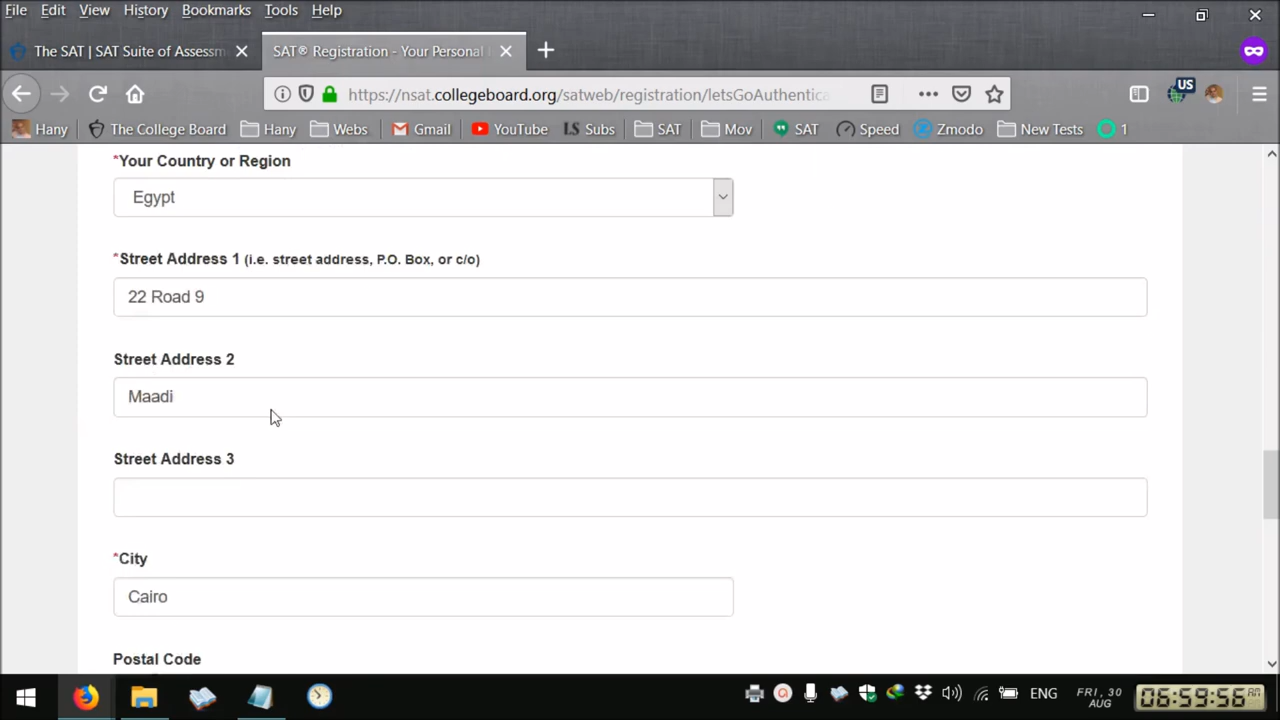 File Edit View History Bookmarks Tools Help
The SAT | SAT Suite of Assessm
SAT® Registration - Your Personal
https://nsat.collegeboard.org/satweb/registration/letsGoAuthentica
US
Hany The College Board Hany Webs Gmail YouTube LS Subs SAT Mov SAT Speed Zmodo New Tests 1
*Your Country or Region
Egypt
*Street Address 1 (i.e. street address, P.O. Box, or c/o)
22 Road 9
Street Address 2
Maadi
Street Address 3
*City
Cairo
Postal Code
ENG
FRI, 30
AUG
06:59:56 AM